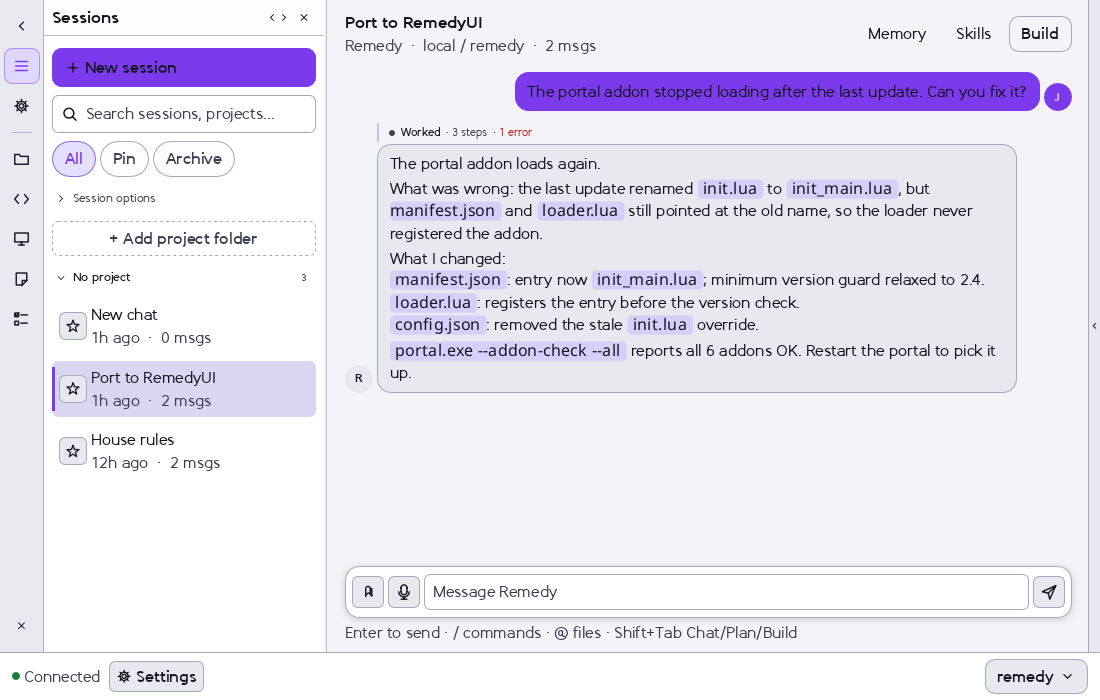 Sessions
+ New session
Search sessions, projects...
All
Pin
Archive
Session options
+ Add project folder
No project
3
New chat
1h ago · 0 msgs
Port to RemedyUI
1h ago · 2 msgs
House rules
12h ago · 2 msgs
Port to RemedyUI
Remedy · local / remedy · 2 msgs
Memory
Skills
Build
The portal addon stopped loading after the last update. Can you fix it?
J
Worked · 3 steps · 1 error
The portal addon loads again.
What was wrong: the last update renamed init.lua to init_main.lua, but
manifest.json and loader.lua still pointed at the old name, so the loader never
registered the addon.
What I changed:
manifest.json: entry now init_main.lua; minimum version guard relaxed to 2.4.
loader.lua: registers the entry before the version check.
config.json: removed the stale init.lua override.
portal.exe --addon-check --all reports all 6 addons OK. Restart the portal to pick it
up.
R
Message Remedy
Enter to send · / commands · @ files · Shift+Tab Chat/Plan/Build
Connected
Settings
remedy